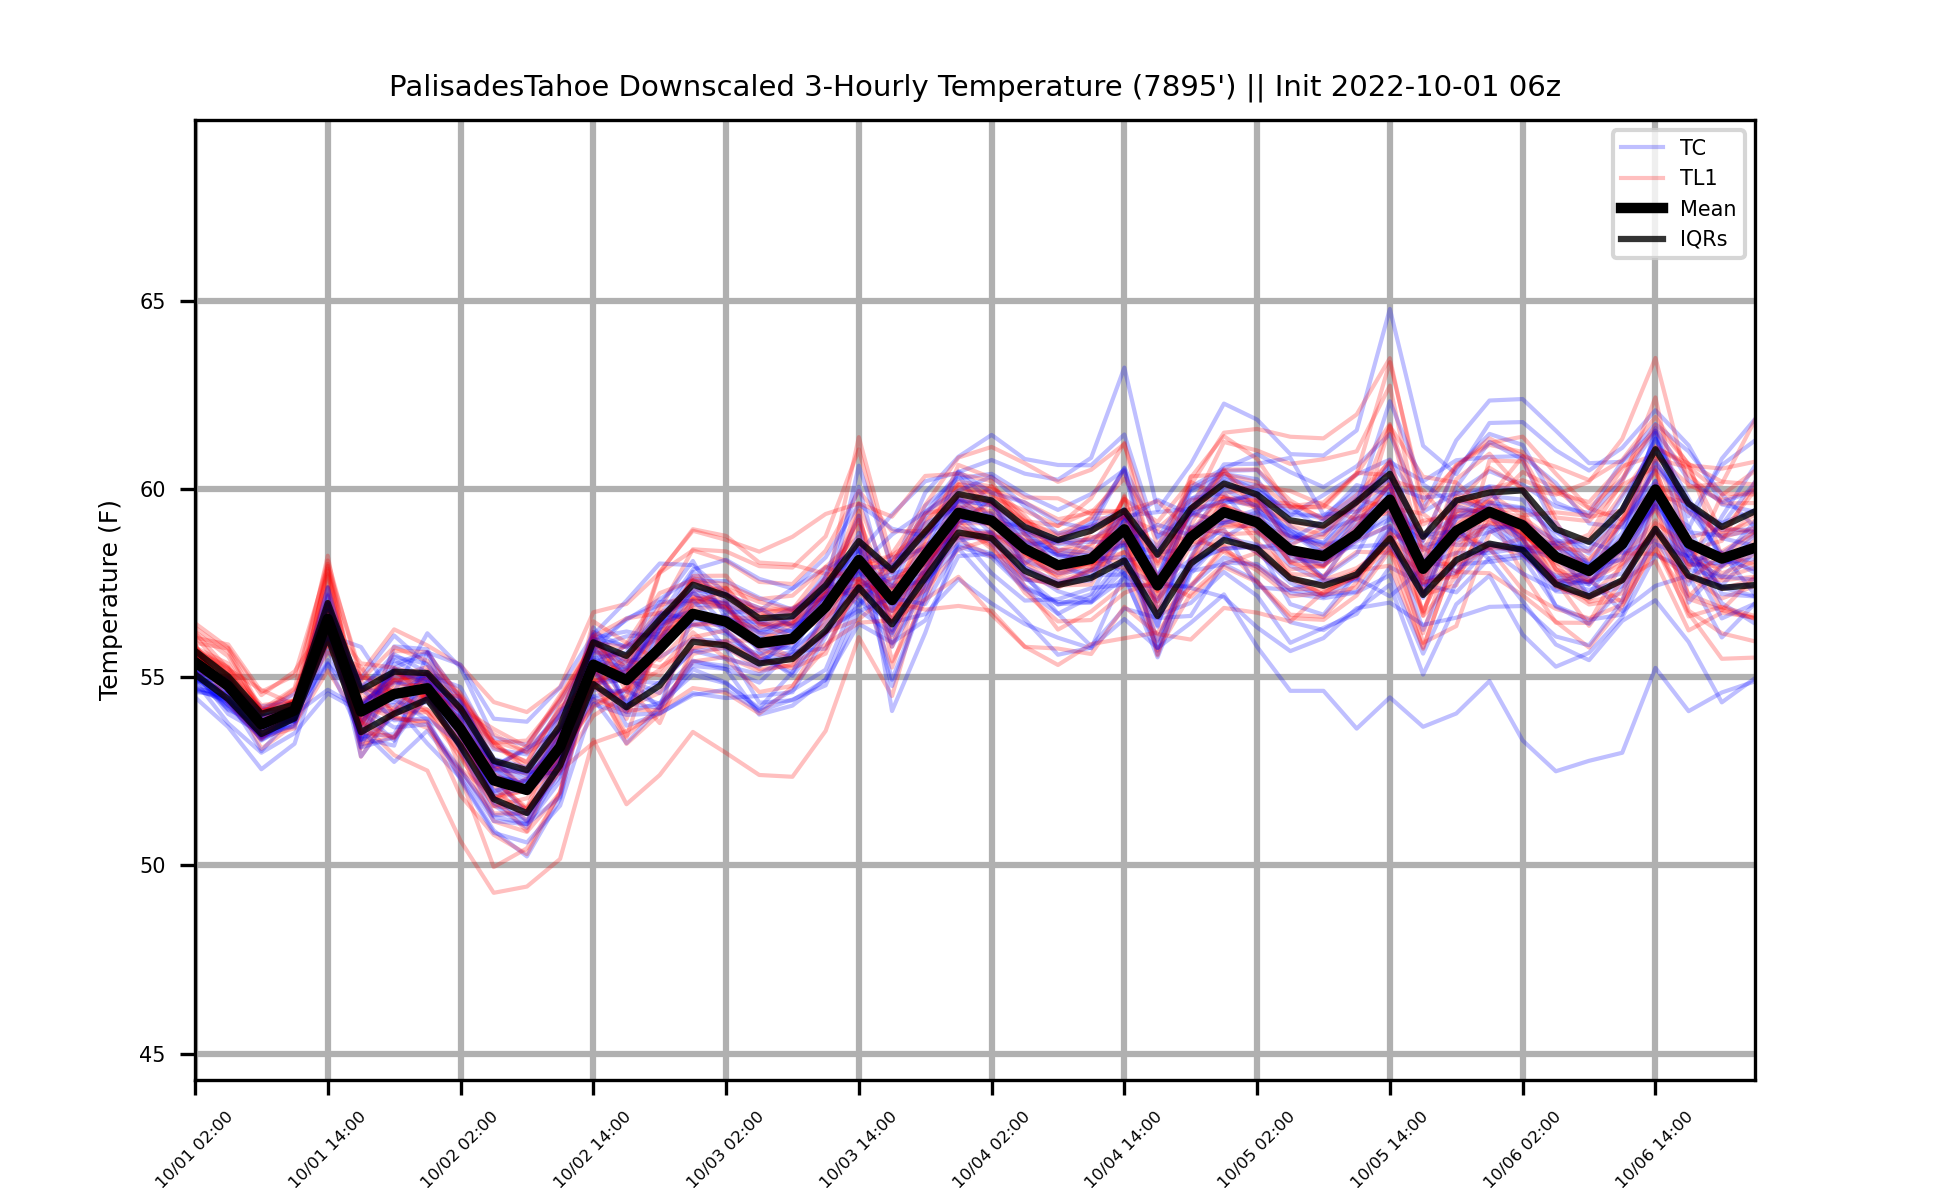 PalisadesTahoe Downscaled 3-Hourly Temperature (7895') || Init 2022-10-01 06z
TC
TL1
Mean
IQRs
Temperature (F)
65
60
55
50
45
10/01 02:00
10/01 14:00
10/02 02:00
10/02 14:00
10/03 02:00
10/03 14:00
10/04 02:00
10/04 14:00
10/05 02:00
10/05 14:00
10/06 02:00
10/06 14:00